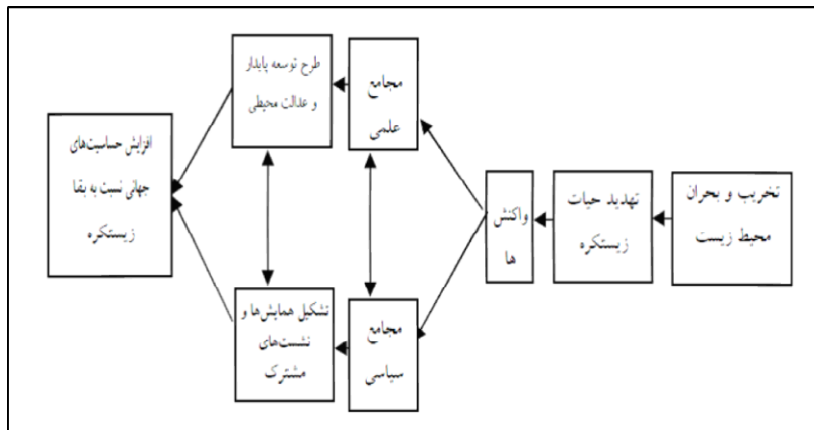 تخریب و بحران
محیط زیست
تهدید حیات
زیستکره
واکنش
ها
مجامع
علمی
طرح توسعه پایدار
و عدالت محیطی
مجامع
سیاسی
تشکیل همایش‌ها و
نشست‌های
مشترک
افزایش حساسیت‌های
جهانی نسبت به بقا
زیستکره